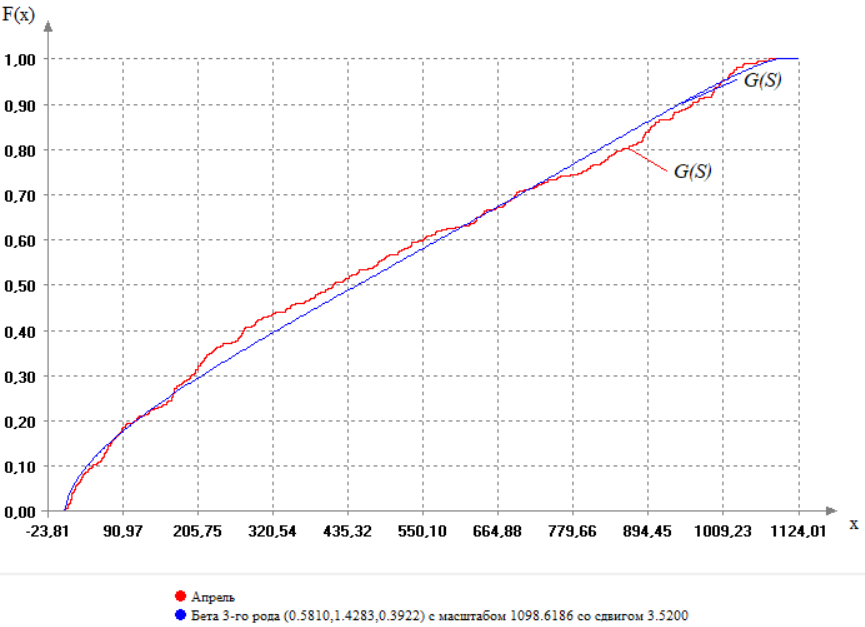 F(x)
1,00
G(S)
0,90
0,80
G(S)
0,70
0,60
0,50
0,40
0,30
0,20
0,10
0,00
-23,81 90,97 205,75 320,54 435,32 550,10 664,88 779,66 894,45 1009,23 1124,01
x
Апрель
Бета 3-го рода (0.5810,1.4283,0.3922) с масштабом 1098.6186 со сдвигом 3.5200